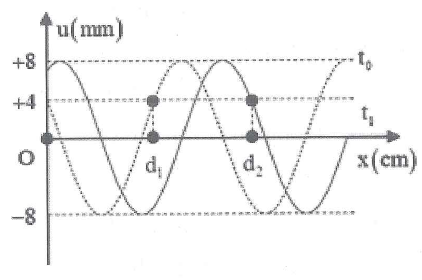 u(mm)
+8
t₀
+4
t₁
O
d₁
d₂
x(cm)
−8